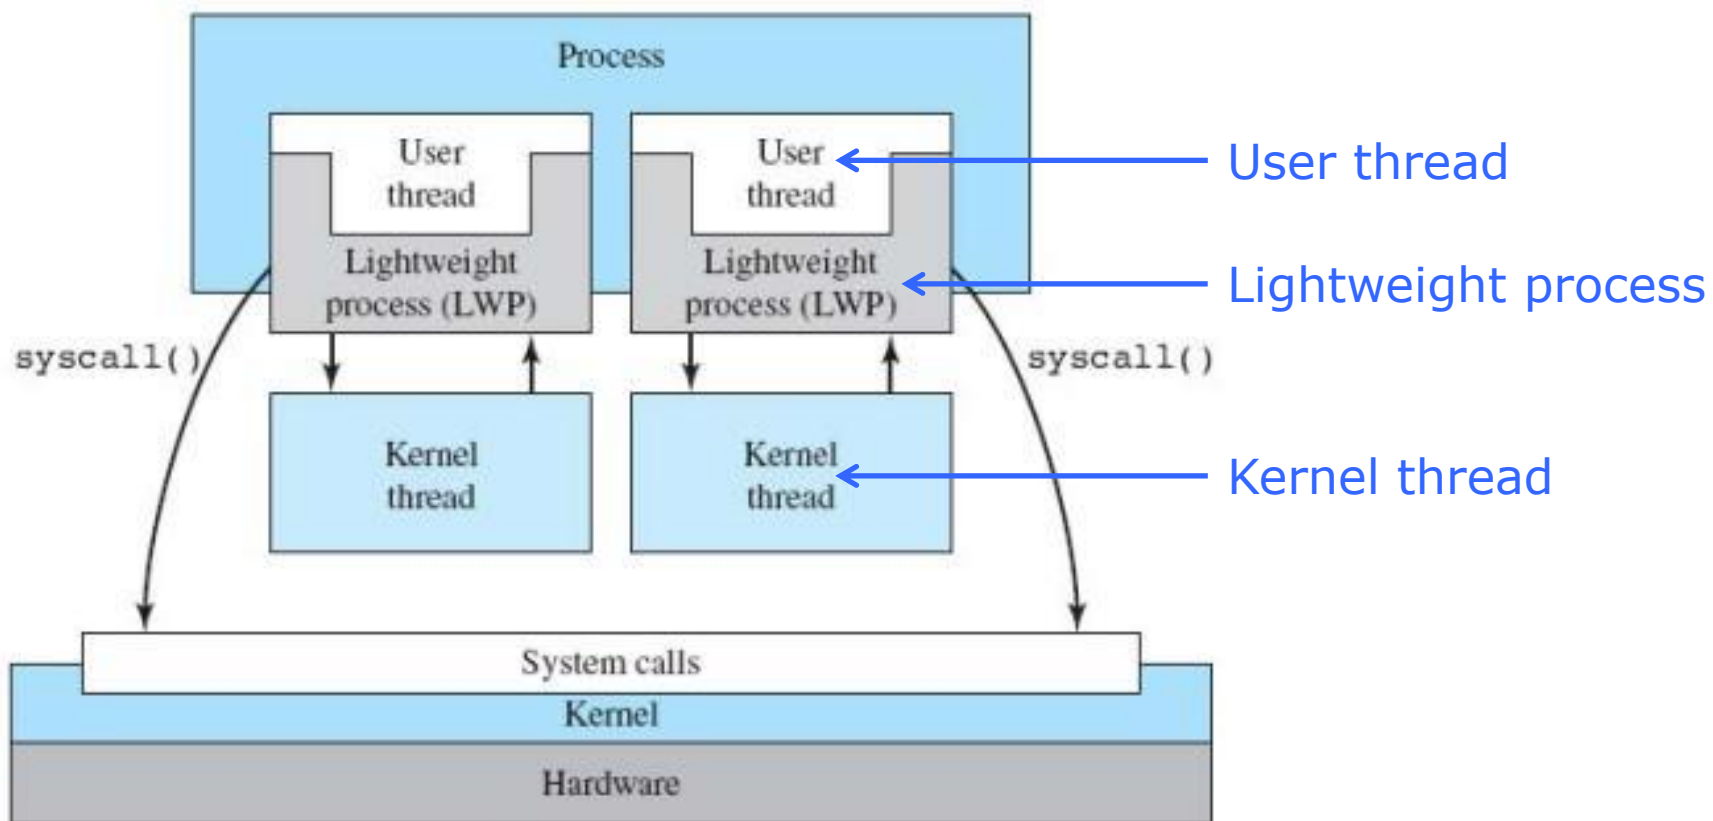 Process
User
thread
User
thread
User thread
Lightweight
process (LWP)
Lightweight
process (LWP)
Lightweight process
syscall()
syscall()
Kernel
thread
Kernel
thread
Kernel thread
System calls
Kernel
Hardware